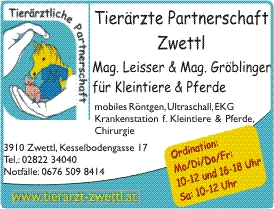 Tierärztliche Partnerschaft
Tierärzte Partnerschaft
Zwettl
Mag. Leisser & Mag. Gröblinger
für Kleintiere & Pferde
mobiles Röntgen, Ultraschall, EKG
Krankenstation f. Kleintiere & Pferde,
Chirurgie
3910 Zwettl, Kesselbodengasse 17
Tel.: 02822 34040
Notfälle: 0676 509 8414
www.tierarzt-zwettl.at
Ordination:
Mo/Di/Do/Fr:
10-12 und 16-18 Uhr
Sa: 10-12 Uhr